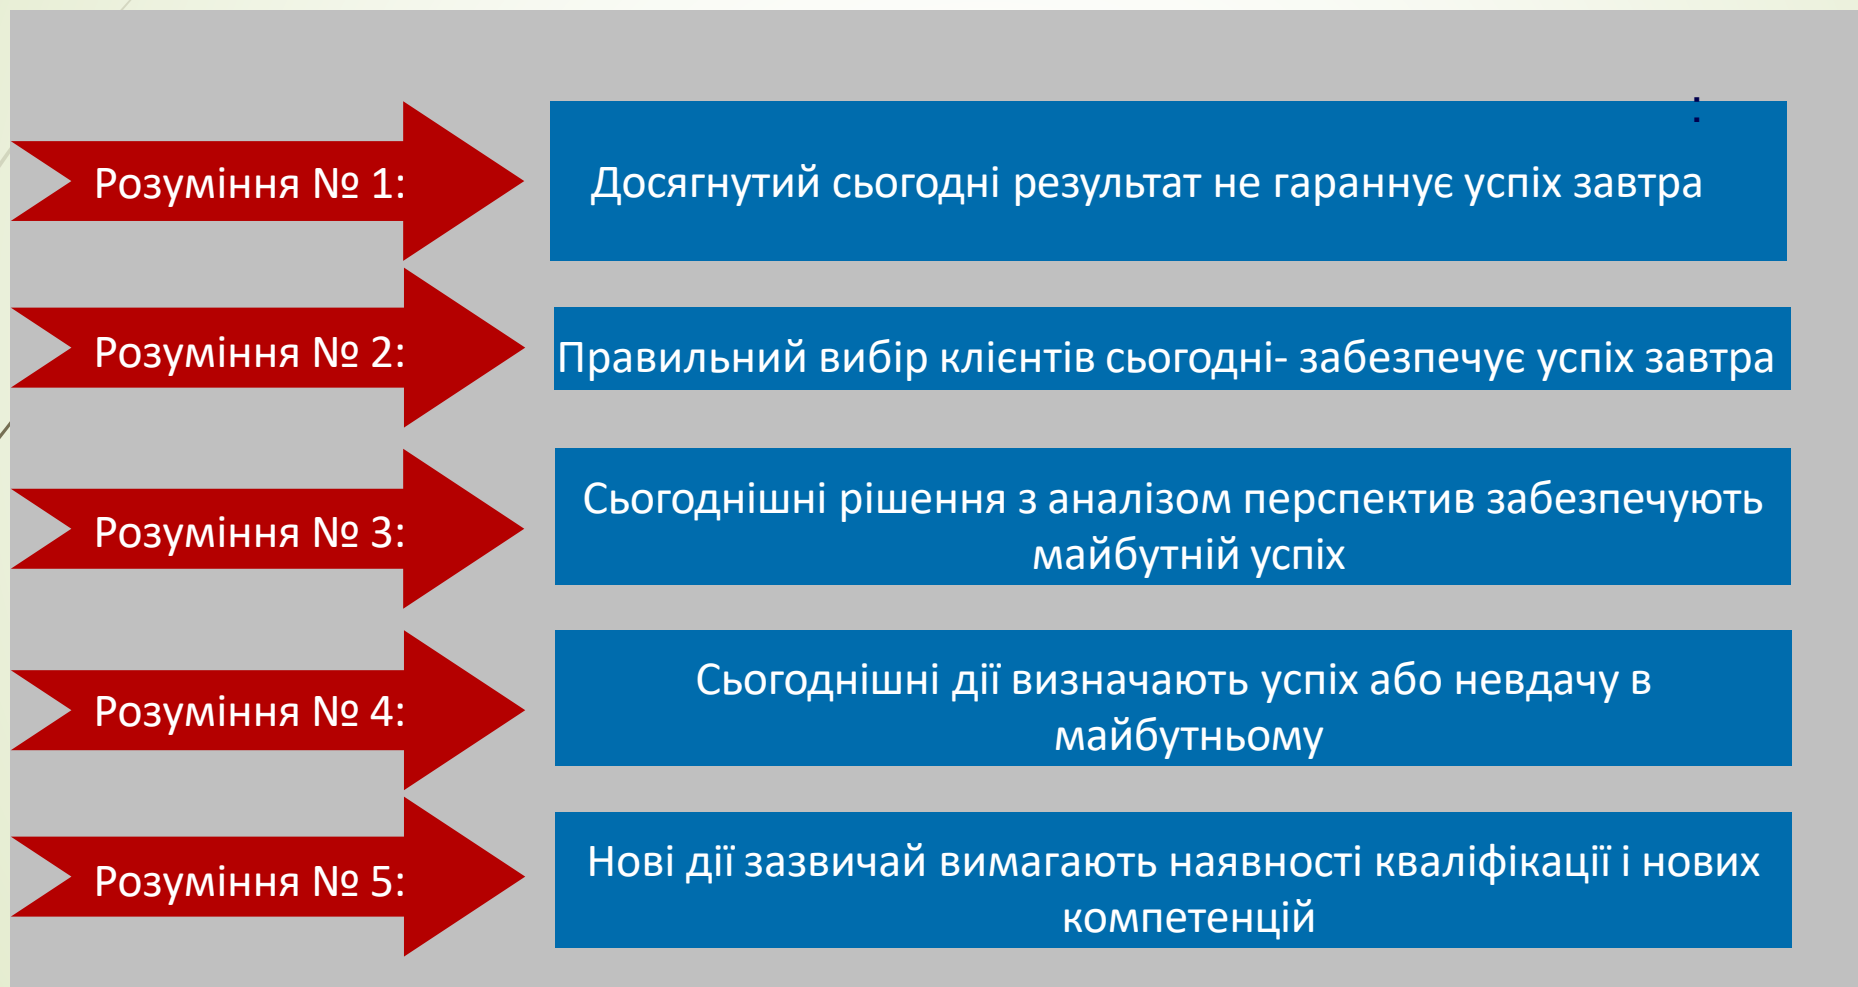 :
Розуміння № 1:
Досягнутий сьогодні результат не гараннує успіх завтра
Розуміння № 2:
Правильний вибір клієнтів сьогодні- забезпечує успіх завтра
Розуміння № 3:
Сьогоднішні рішення з аналізом перспектив забезпечують
майбутній успіх
Розуміння № 4:
Сьогоднішні дії визначають успіх або невдачу в
майбутньому
Розуміння № 5:
Нові дії зазвичай вимагають наявності кваліфікації і нових
компетенцій